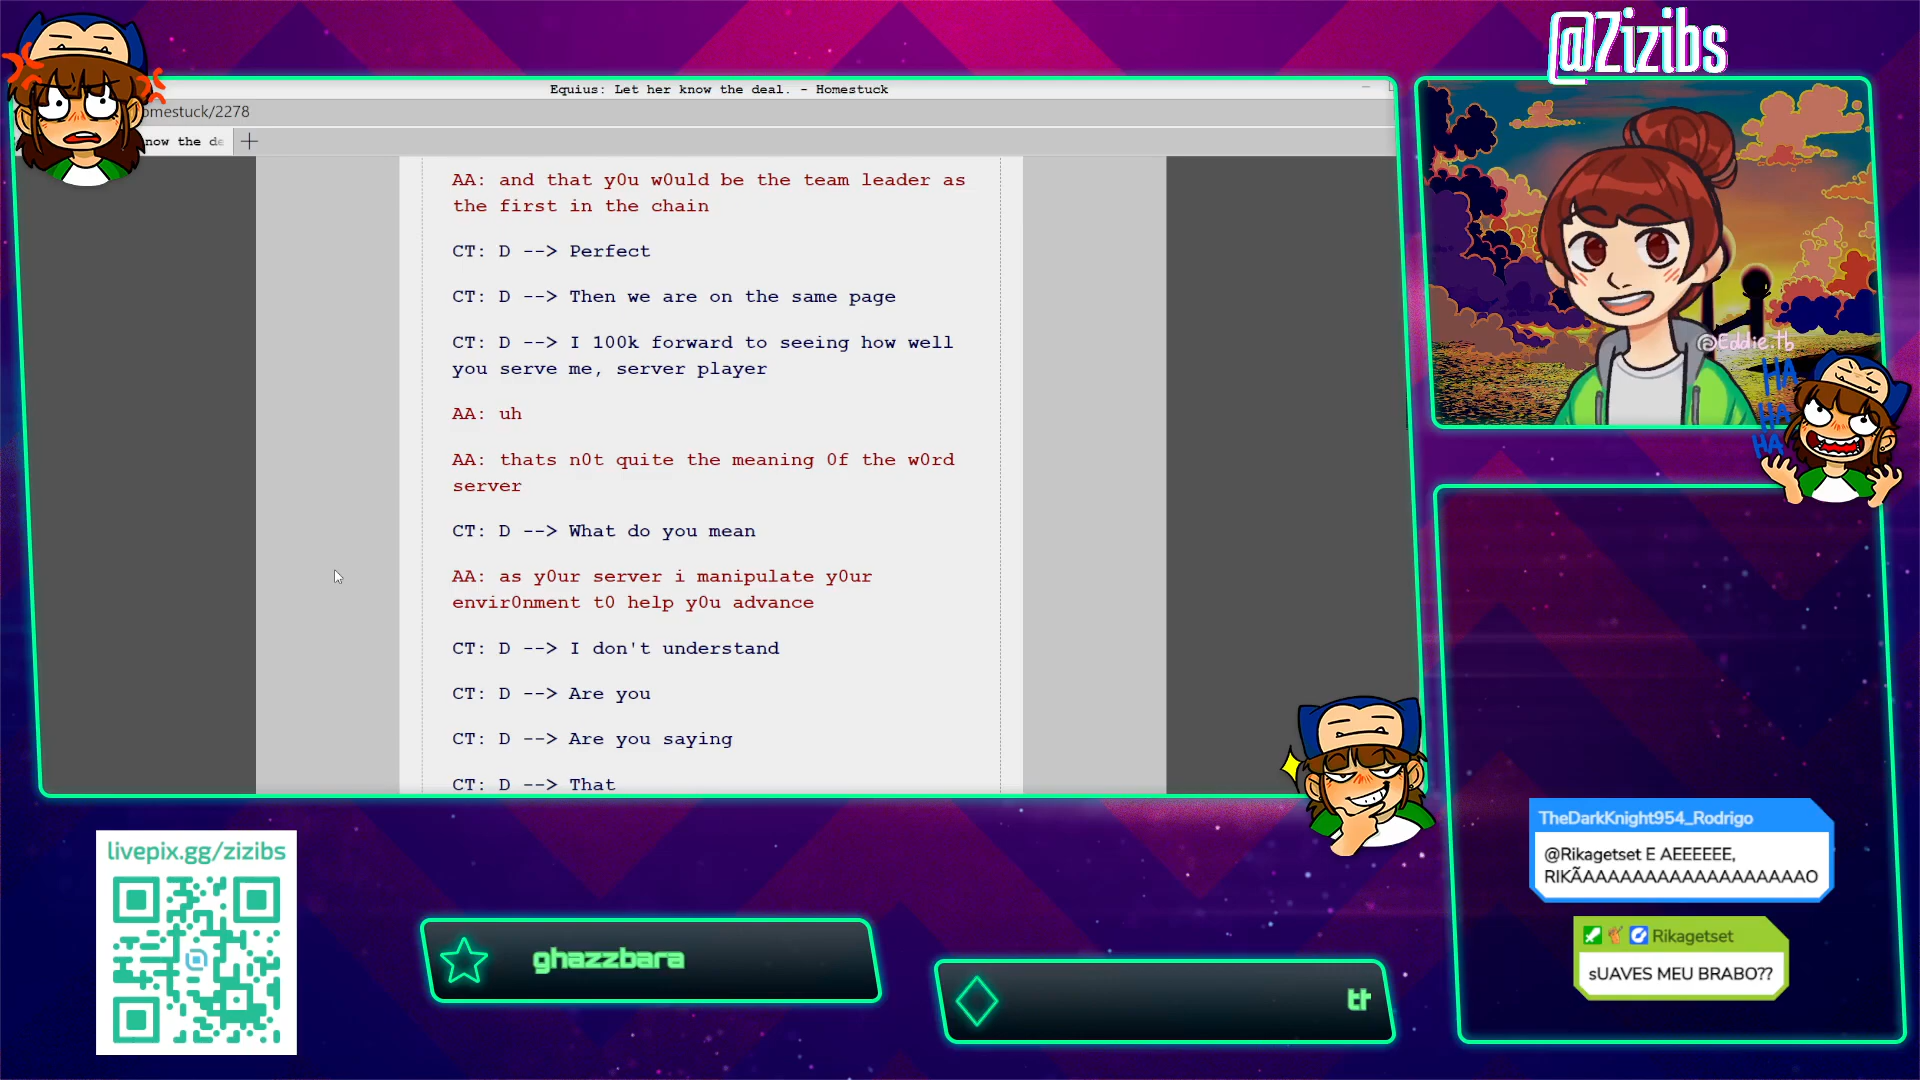 @Zizibs
Equius: Let her know the deal. - Homestuck
omestuck/2278
now the de
AA: and that y0u w0uld be the team leader as
the first in the chain
CT: D --> Perfect
CT: D --> Then we are on the same page
CT: D --> I 100k forward to seeing how well
you serve me, server player
AA: uh
AA: thats n0t quite the meaning 0f the w0rd
server
CT: D --> What do you mean
AA: as y0ur server i manipulate y0ur
envir0nment t0 help y0u advance
CT: D --> I don't understand
CT: D --> Are you
CT: D --> Are you saying
CT: D --> That
@Eddie.tb
HA
HA
HA
TheDarkKnight954_Rodrigo
@Rikagetset E AEEEEEE,
RIKÃAAAAAAAAAAAAAAAAAAO
Rikagetset
sUAVES MEU BRABO??
livepix.gg/zizibs
ghazzbara
tt